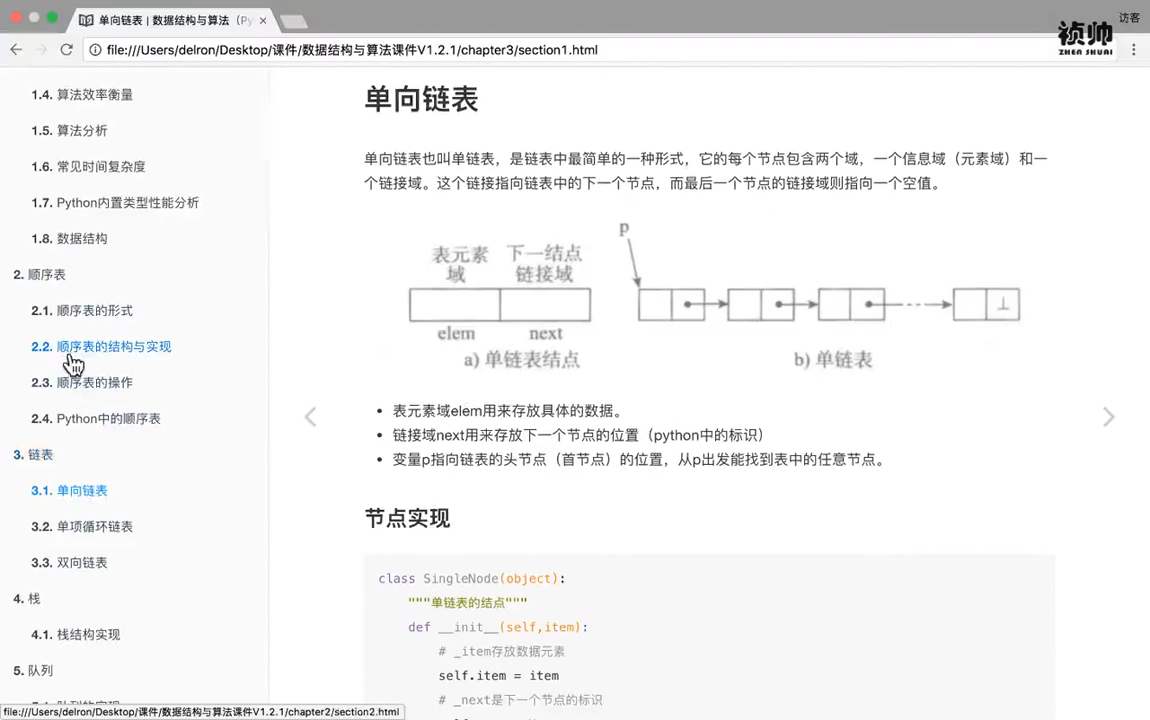 单向链表 | 数据结构与算法（Py
访客
file:///Users/delron/Desktop/课件/数据结构与算法课件V1.2.1/chapter3/section1.html
祯帅
ZHEN SHUAI
1.4. 算法效率衡量
1.5. 算法分析
1.6. 常见时间复杂度
1.7. Python内置类型性能分析
1.8. 数据结构
2. 顺序表
2.1. 顺序表的形式
2.2. 顺序表的结构与实现
2.3. 顺序表的操作
2.4. Python中的顺序表
3. 链表
3.1. 单向链表
3.2. 单项循环链表
3.3. 双向链表
4. 栈
4.1. 栈结构实现
5. 队列
file:///Users/delron/Desktop/课件/数据结构与算法课件V1.2.1/chapter2/section2.html
单向链表
单向链表也叫单链表，是链表中最简单的一种形式，它的每个节点包含两个域，一个信息域（元素域）和一
个链接域。这个链接指向链表中的下一个节点，而最后一个节点的链接域则指向一个空值。
表元素
域
下一结点
链接域
elem
next
a) 单链表结点
p
b) 单链表
表元素域elem用来存放具体的数据。
链接域next用来存放下一个节点的位置（python中的标识）
变量p指向链表的头节点（首节点）的位置，从p出发能找到表中的任意节点。
节点实现
class SingleNode(object):
"""单链表的结点"""
def __init__(self,item):
# _item存放数据元素
self.item = item
# _next是下一个节点的标识